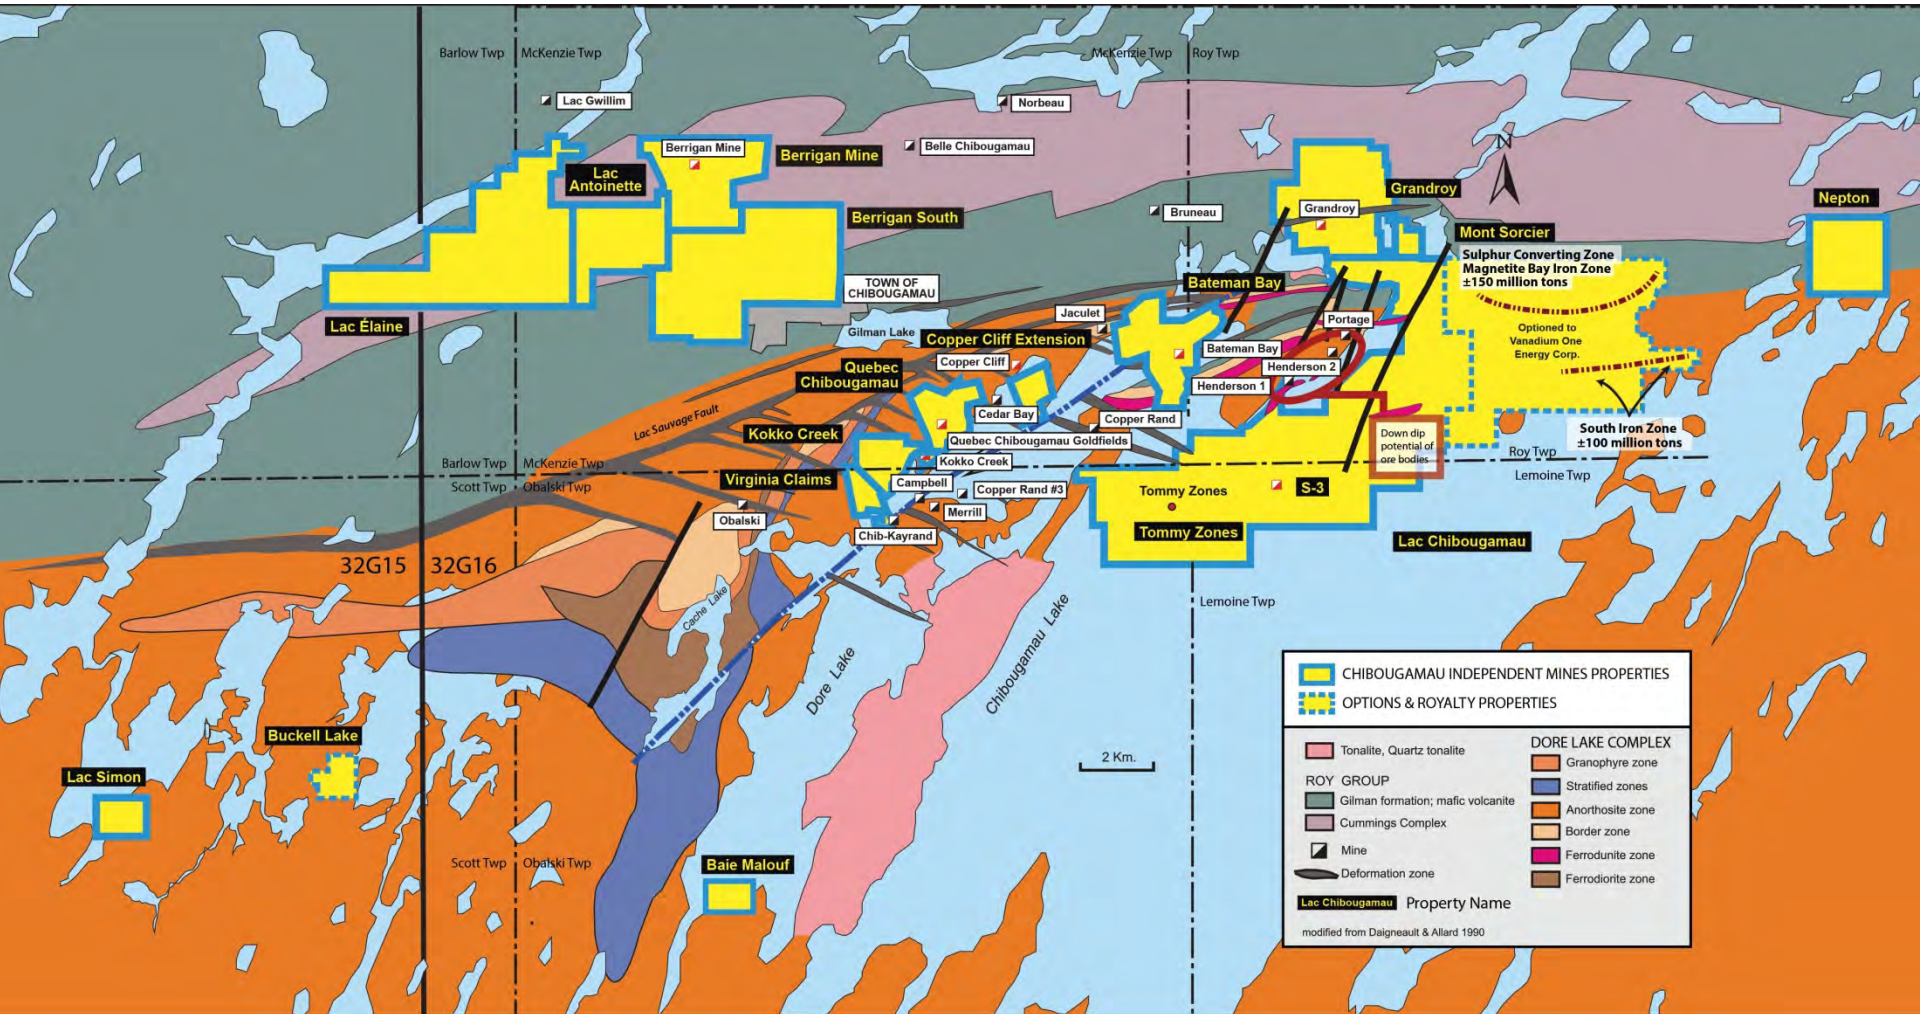 Barlow Twp
McKenzie Twp
McKenzie Twp
Roy Twp
Lac Gwillim
Norbeau
Belle Chibougamau
Berrigan Mine
Berrigan Mine
Lac
Antoinette
Berrigan South
Bruneau
Grandroy
Grandroy
N
Nepton
Mont Sorcier
Sulphur Converting Zone
Magnetite Bay Iron Zone
±150 million tons
Optioned to
Vanadium One
Energy Corp.
South Iron Zone
±100 million tons
TOWN OF
CHIBOUGAMAU
Lac Élaine
Gilman Lake
Bateman Bay
Jaculet
Copper Cliff Extension
Copper Cliff
Portage
Bateman Bay
Henderson 2
Henderson 1
Quebec
Chibougamau
Cedar Bay
Copper Rand
Lac Sauvage Fault
Kokko Creek
Quebec Chibougamau Goldfields
Kokko Creek
Down dip
potential of
ore bodies
Barlow Twp
McKenzie Twp
Roy Twp
Scott Twp
Obalski Twp
Lemoine Twp
Virginia Claims
Campbell
Copper Rand #3
Merrill
Obalski
Chib-Kayrand
Tommy Zones
S-3
Tommy Zones
Lac Chibougamau
32G15
32G16
Cache Lake
Lemoine Twp
Dore Lake
Chibougamau Lake
Buckell Lake
Lac Simon
2 Km.
Scott Twp
Obalski Twp
Baie Malouf
CHIBOUGAMAU INDEPENDENT MINES PROPERTIES
OPTIONS & ROYALTY PROPERTIES
Tonalite, Quartz tonalite
ROY GROUP
Gilman formation; mafic volcanite
Cummings Complex
Mine
Deformation zone
Lac Chibougamau
Property Name
modified from Daigneault & Allard 1990
DORE LAKE COMPLEX
Granophyre zone
Stratified zones
Anorthosite zone
Border zone
Ferrodunite zone
Ferrodiorite zone